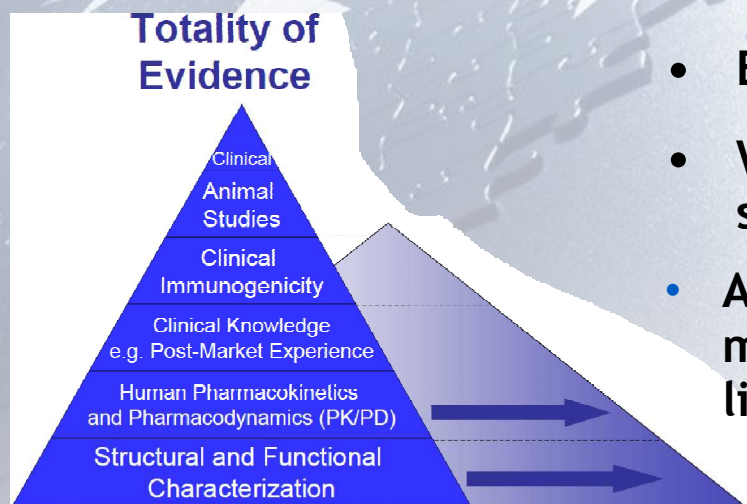 Totality of
Evidence
Clinical
Animal
Studies
Clinical
Immunogenicity
Clinical Knowledge
e.g. Post-Market Experience
Human Pharmacokinetics
and Pharmacodynamics (PK/PD)
Structural and Functional
Characterization